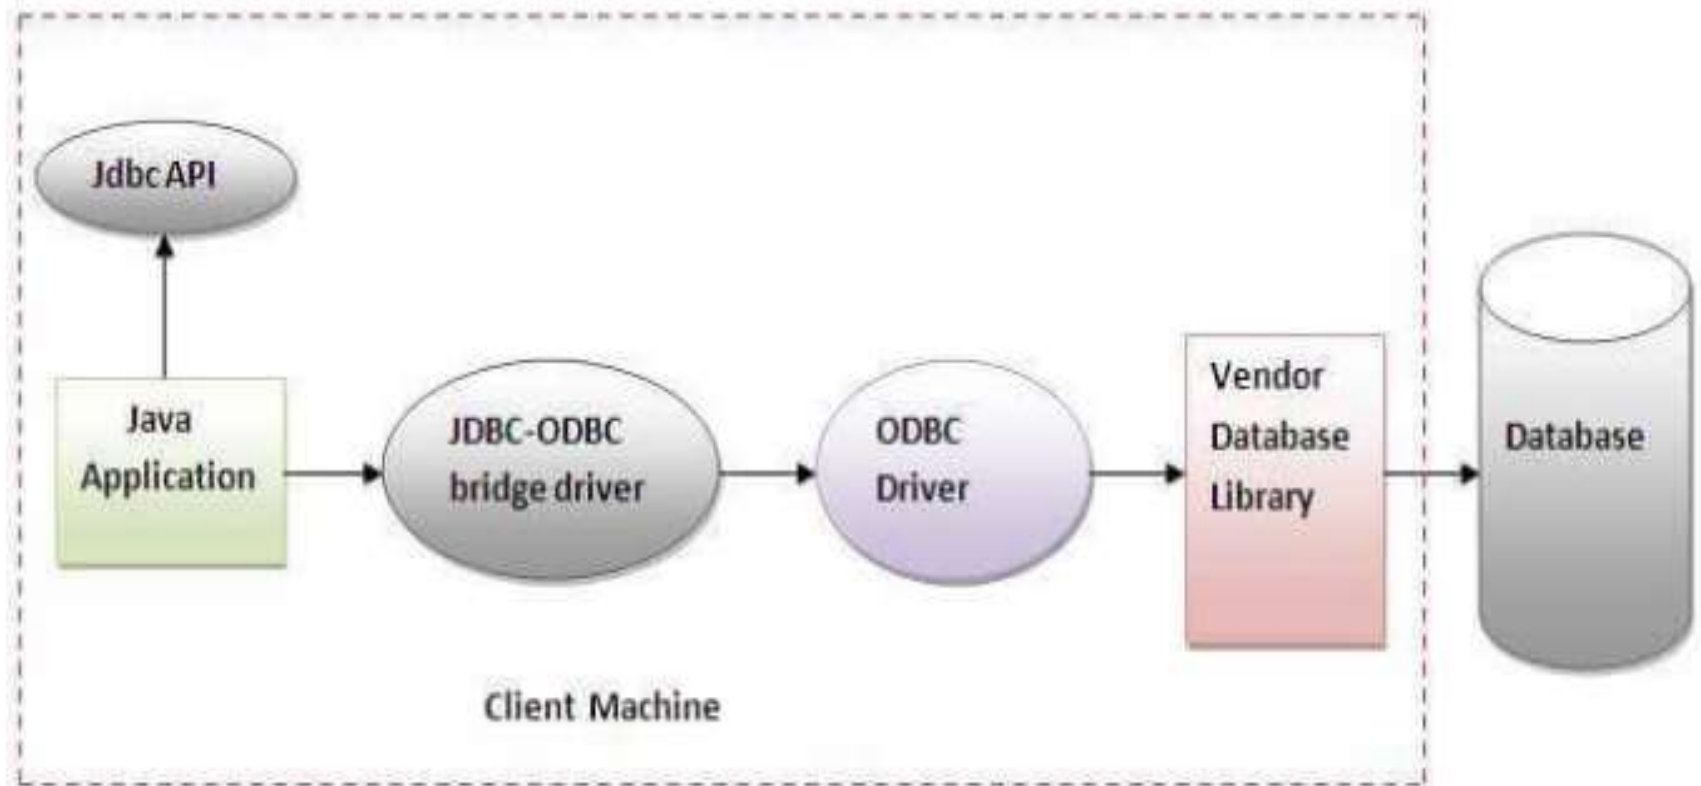 Jdbc API
Java
Application
JDBC-ODBC
bridge driver
ODBC
Driver
Vendor
Database
Library
Database
Client Machine